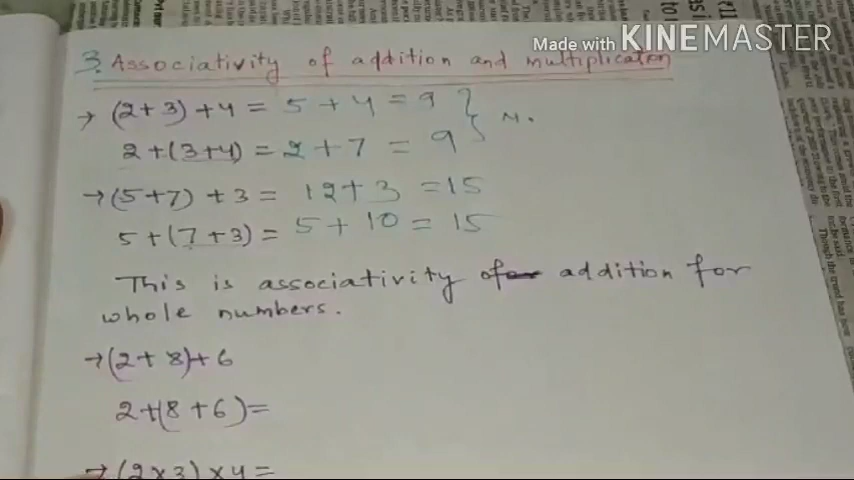 Made with KINEMASTER
3. Associativity of addition and multiplication
→ (2+3)+4 = 5+4 = 9
2+(3+4) = 2+7 = 9
→ (5+7)+3 = 12+3 = 15
5+(7+3) = 5+10 = 15
This is associativity of addition for
whole numbers.
→ (2+8)+6
2+(8+6) =
→ (2×3)×4 =